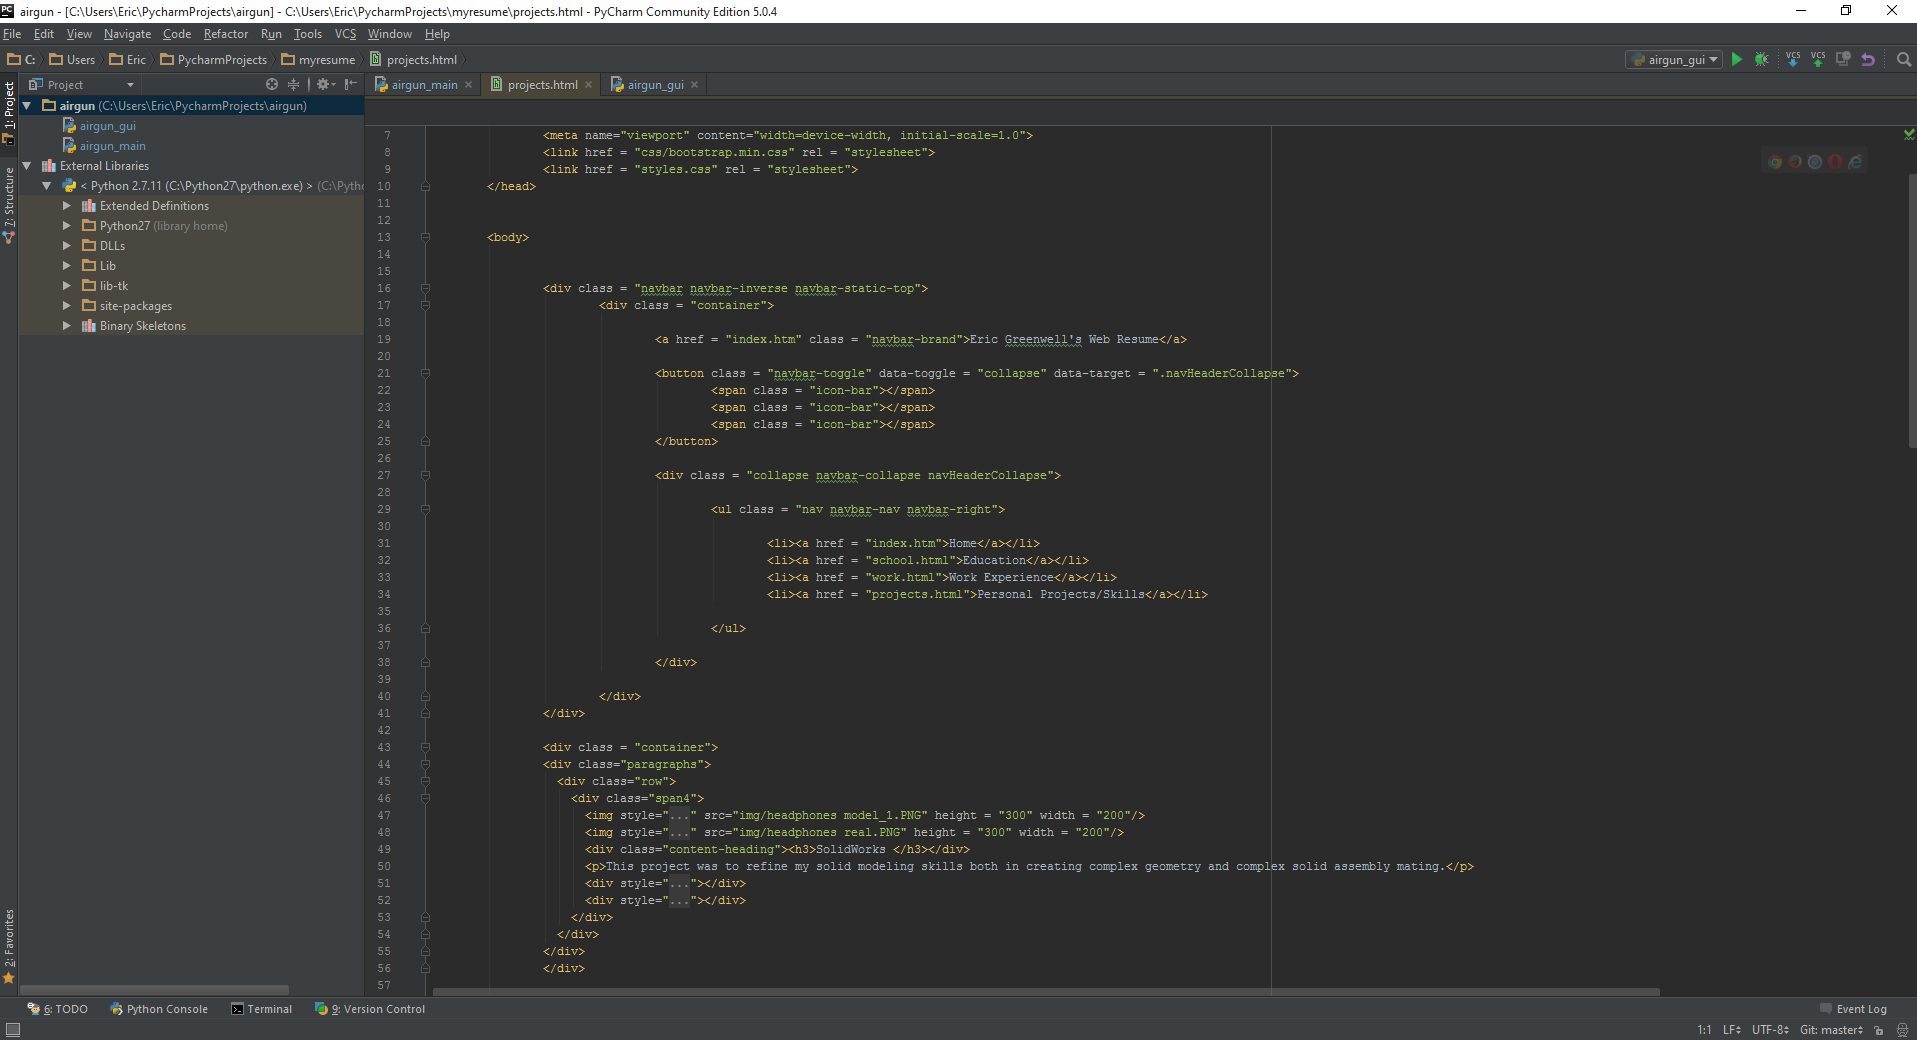 PC airgun - [C:\Users\Eric\PycharmProjects\airgun] - C:\Users\Eric\PycharmProjects\myresume\projects.html - PyCharm Community Edition 5.0.4
File Edit View Navigate Code Refactor Run Tools VCS Window Help
C: Users Eric PycharmProjects myresume projects.html airgun_gui VCS VCS
Project airgun_main projects.html airgun_gui
1: Project
7: Structure
2: Favorites
airgun (C:\Users\Eric\PycharmProjects\airgun)
airgun_gui
airgun_main
External Libraries
< Python 2.7.11 (C:\Python27\python.exe) > (C:\Pytho
Extended Definitions
Python27 (library home)
DLLs
Lib
lib-tk
site-packages
Binary Skeletons
7 <meta name="viewport" content="width=device-width, initial-scale=1.0">
8 <link href = "css/bootstrap.min.css" rel = "stylesheet">
9 <link href = "styles.css" rel = "stylesheet">
10 </head>
11
12
13 <body>
14
15
16 <div class = "navbar navbar-inverse navbar-static-top">
17 <div class = "container">
18
19 <a href = "index.htm" class = "navbar-brand">Eric Greenwell's Web Resume</a>
20
21 <button class = "navbar-toggle" data-toggle = "collapse" data-target = ".navHeaderCollapse">
22 <span class = "icon-bar"></span>
23 <span class = "icon-bar"></span>
24 <span class = "icon-bar"></span>
25 </button>
26
27 <div class = "collapse navbar-collapse navHeaderCollapse">
28
29 <ul class = "nav navbar-nav navbar-right">
30
31 <li><a href = "index.htm">Home</a></li>
32 <li><a href = "school.html">Education</a></li>
33 <li><a href = "work.html">Work Experience</a></li>
34 <li><a href = "projects.html">Personal Projects/Skills</a></li>
35
36 </ul>
37
38 </div>
39
40 </div>
41 </div>
42
43 <div class = "container">
44 <div class="paragraphs">
45 <div class="row">
46 <div class="span4">
47 <img style="..." src="img/headphones model_1.PNG" height = "300" width = "200"/>
48 <img style="..." src="img/headphones real.PNG" height = "300" width = "200"/>
49 <div class="content-heading"><h3>SolidWorks </h3></div>
50 <p>This project was to refine my solid modeling skills both in creating complex geometry and complex solid assembly mating.</p>
51 <div style="..."></div>
52 <div style="..."></div>
53 </div>
54 </div>
55 </div>
56 </div>
57
6: TODO Python Console Terminal 9: Version Control Event Log
1:1 LF UTF-8 Git: master